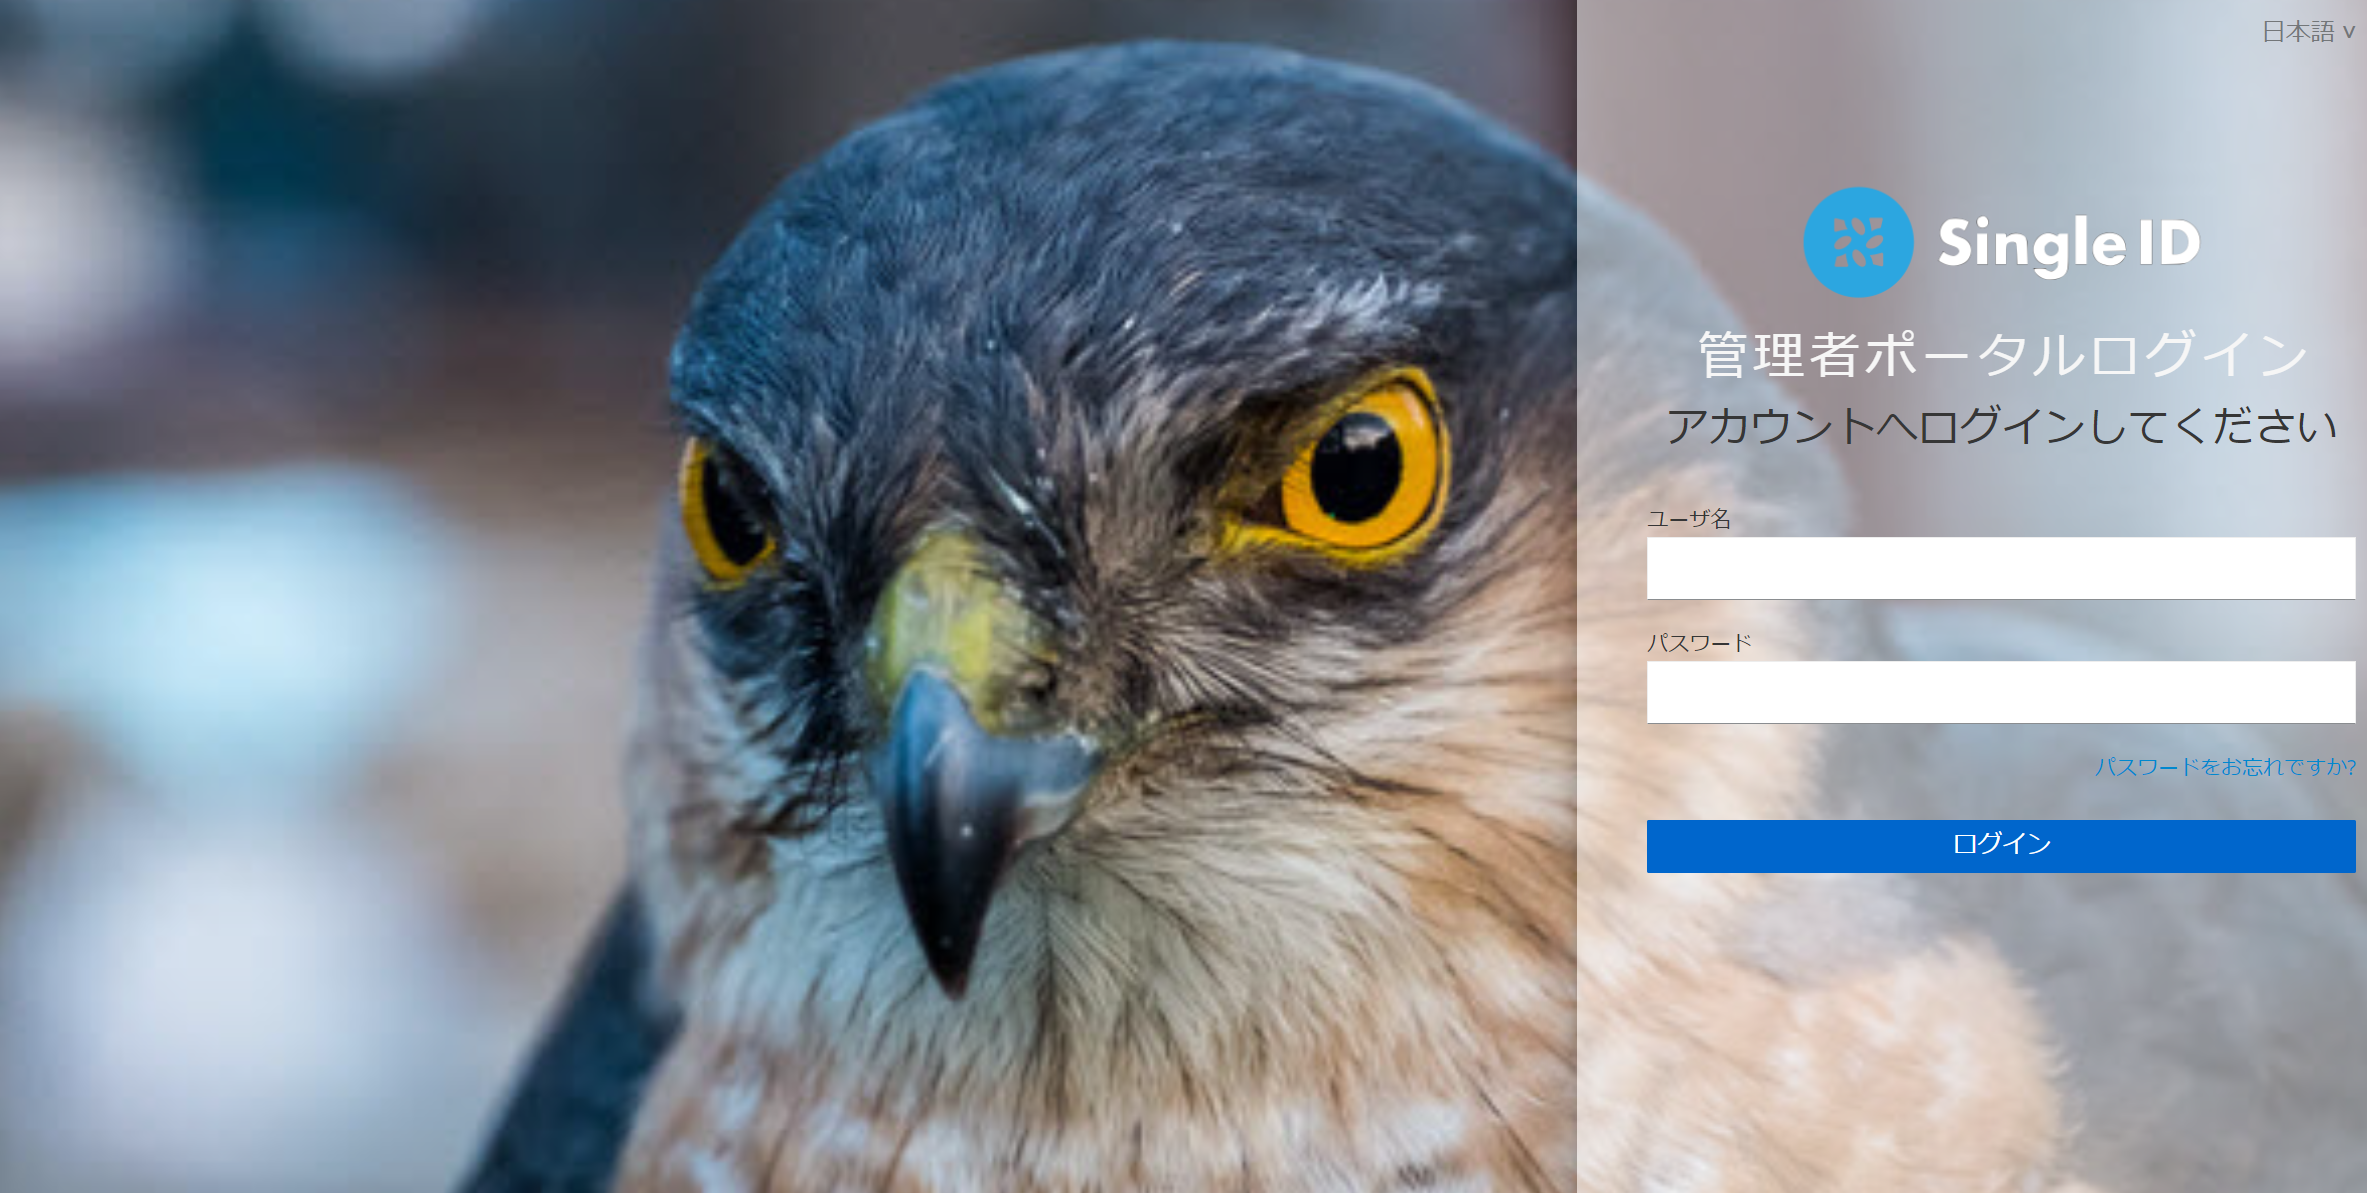 日本語 ∨
Single ID
管理者ポータルログイン
アカウントへログインしてください
ユーザ名
パスワード
パスワードをお忘れですか?
ログイン